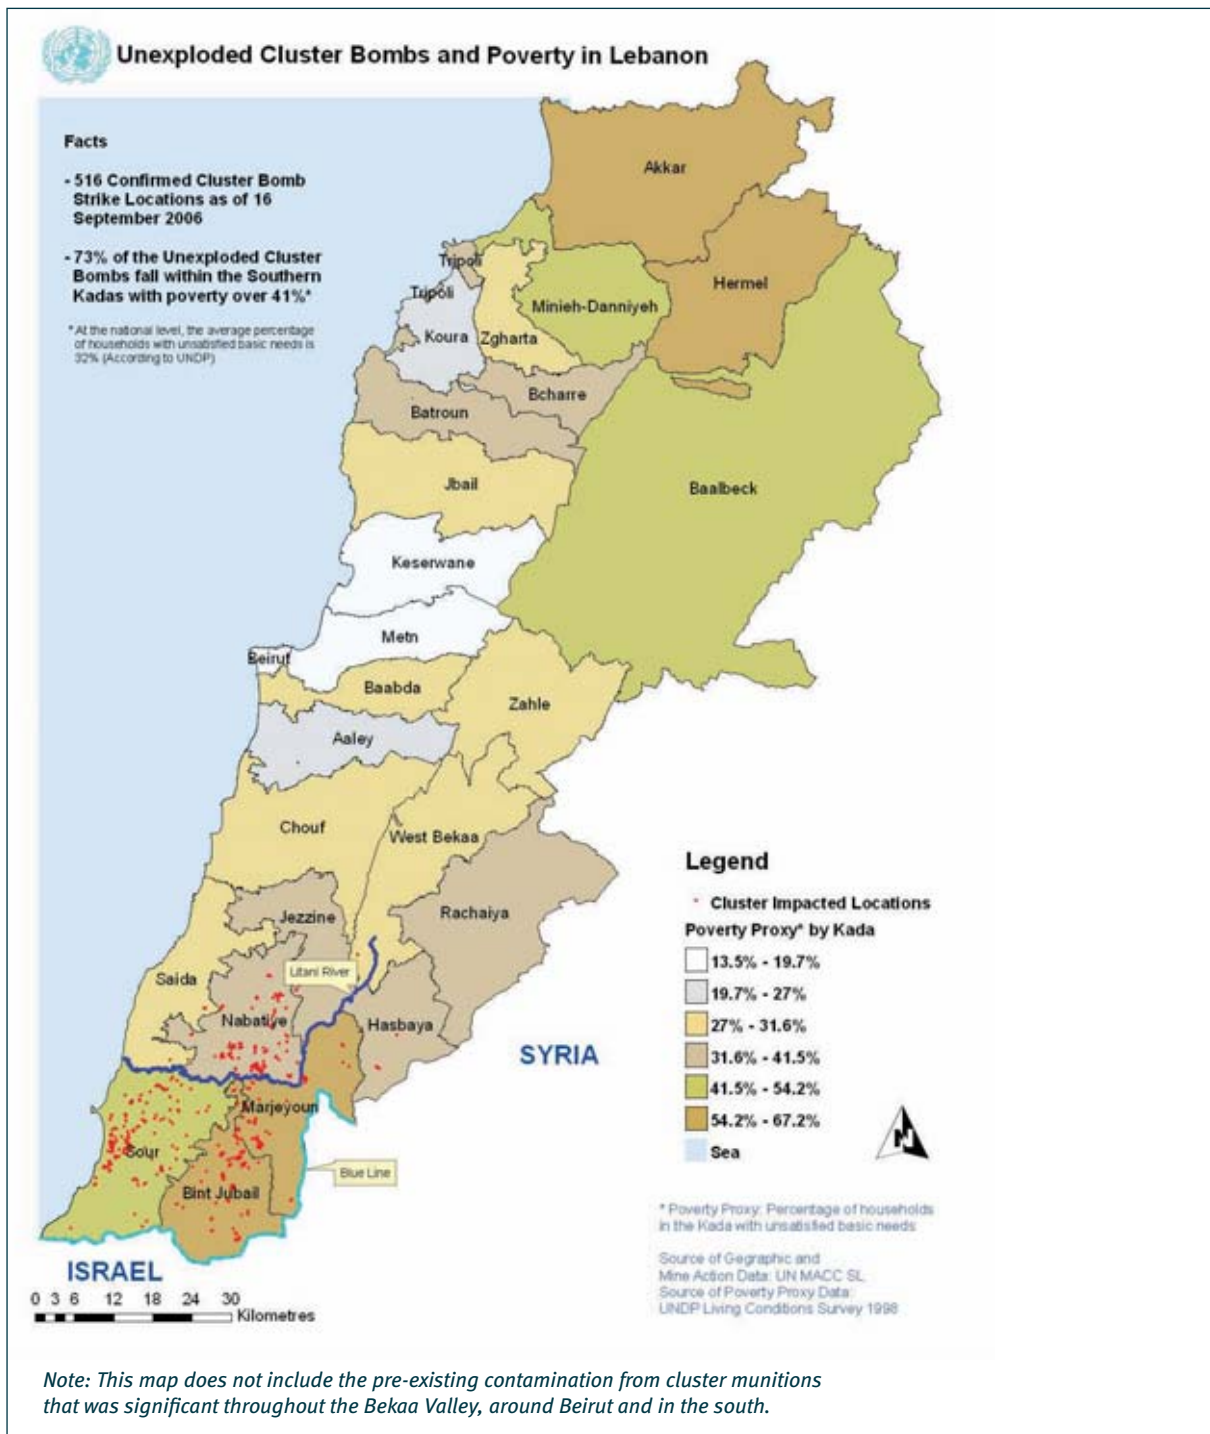 Unexploded Cluster Bombs and Poverty in Lebanon
Facts
- 516 Confirmed Cluster Bomb
Strike Locations as of 16
September 2006
- 73% of the Unexploded Cluster
Bombs fall within the Southern
Kadas with poverty over 41%*
* At the national level, the average percentage
of households with unsatisfied basic needs is
32% (According to UNDP)
Akkar
Tripoli
Hermel
Tripoli
Minieh-Danniyeh
Koura
Zgharta
Bcharre
Batroun
Jbail
Baalbeck
Keserwane
Metn
Beirut
Baabda
Zahle
Aaley
Chouf
West Bekaa
Jezzine
Rachaiya
Litani River
Saida
Nabatiye
Hasbaya
SYRIA
Marjeyoun
Sour
Blue Line
Bint Jubail
ISRAEL
0 3 6 12 18 24 30
Kilometres
Legend
Cluster Impacted Locations
Poverty Proxy* by Kada
13.5% - 19.7%
19.7% - 27%
27% - 31.6%
31.6% - 41.5%
41.5% - 54.2%
54.2% - 67.2%
Sea
N
* Poverty Proxy: Percentage of households
in the Kada with unsatisfied basic needs
Source of Gegraphic and
Mine Action Data: UN MACC SL
Source of Poverty Proxy Data:
UNDP Living Conditions Survey 1998
Note: This map does not include the pre-existing contamination from cluster munitions
that was significant throughout the Bekaa Valley, around Beirut and in the south.